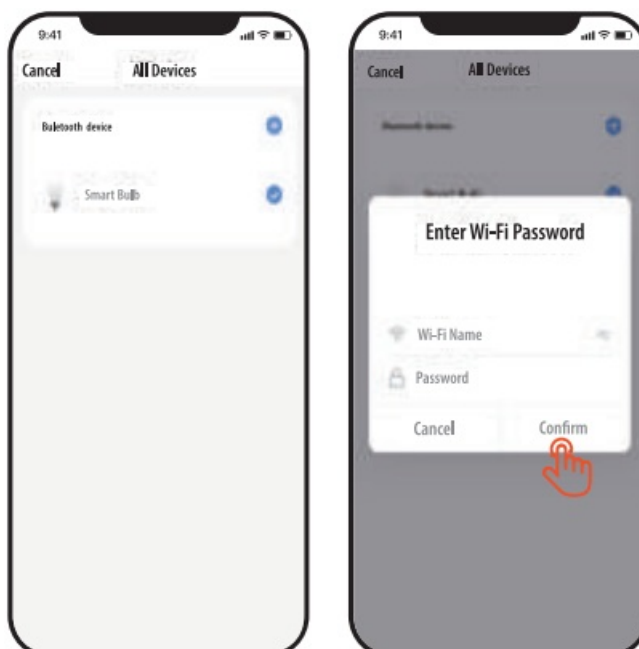 9:41
Cancel All Devices
Buletooth device
Smart Bulb
9:41
Cancel All Devices
Enter Wi-Fi Password
Wi-Fi Name
Password
Cancel Confirm